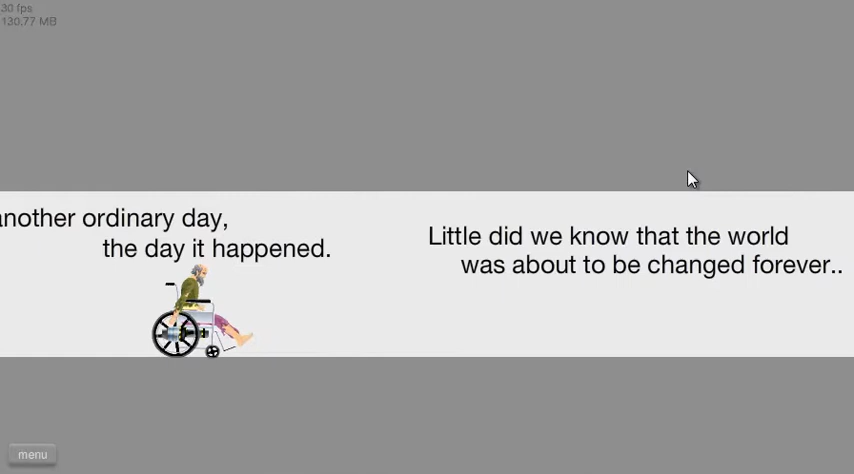 30 fps
130.77 MB
another ordinary day,
the day it happened.
Little did we know that the world
was about to be changed forever..
menu